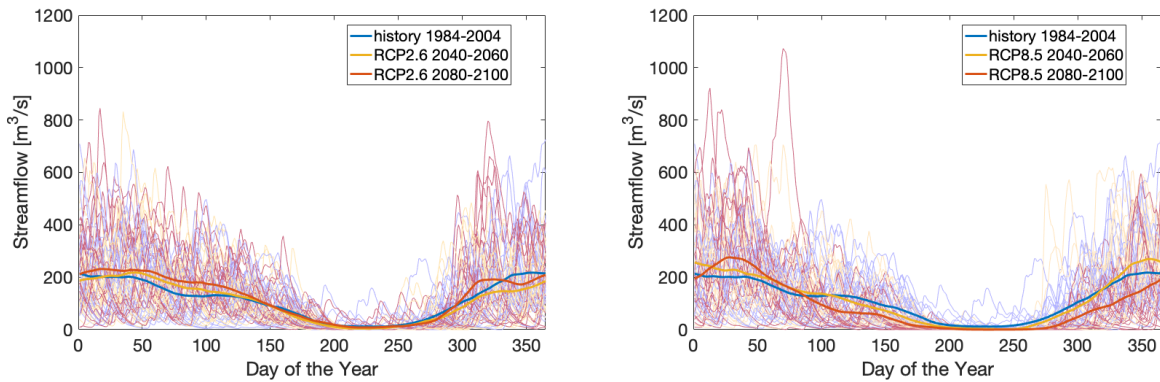 1200
1000
800
600
400
200
0
Streamflow [m³/s]
history 1984-2004
RCP2.6 2040-2060
RCP2.6 2080-2100
0 50 100 150 200 250 300 350
Day of the Year
1200
1000
800
600
400
200
0
Streamflow [m³/s]
history 1984-2004
RCP8.5 2040-2060
RCP8.5 2080-2100
0 50 100 150 200 250 300 350
Day of the Year